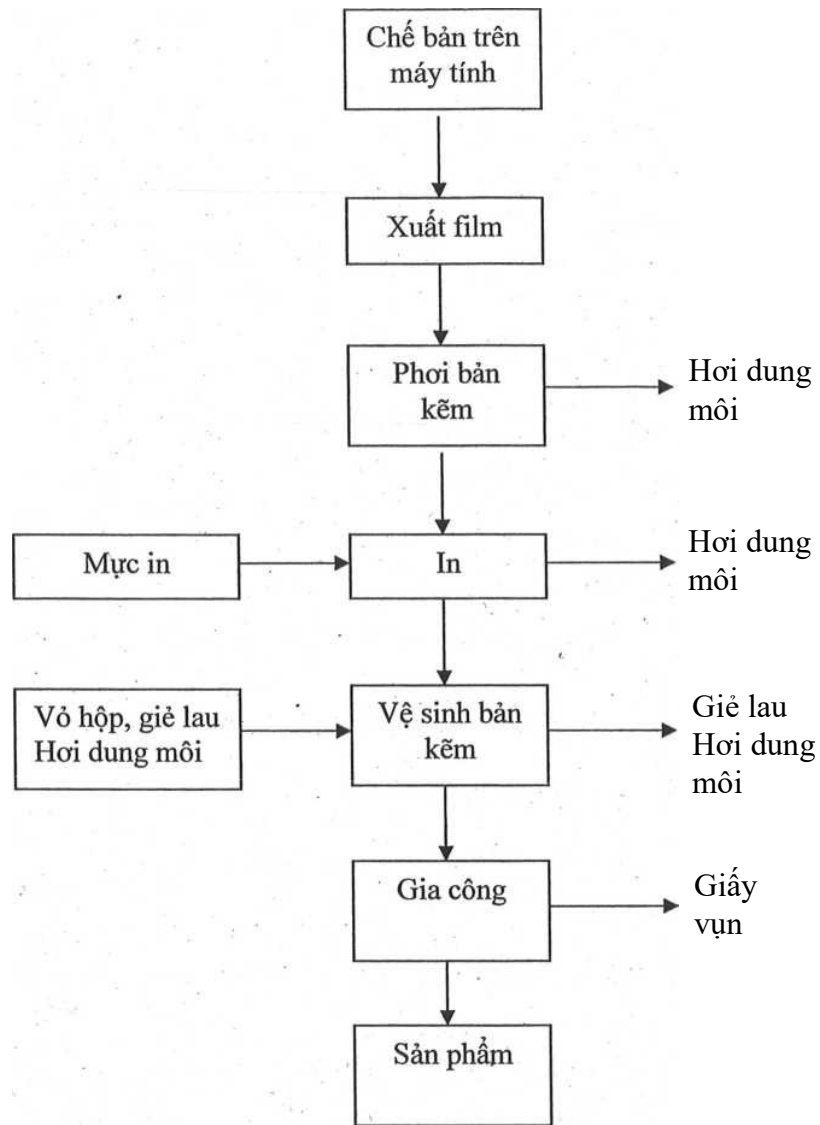 Chế bản trên
máy tính
Xuất film
Phơi bản
kẽm
Hơi dung
môi
Mực in
In
Hơi dung
môi
Vỏ hộp, giẻ lau
Hơi dung môi
Vệ sinh bản
kẽm
Giẻ lau
Hơi dung
môi
Gia công
Giấy
vụn
Sản phẩm